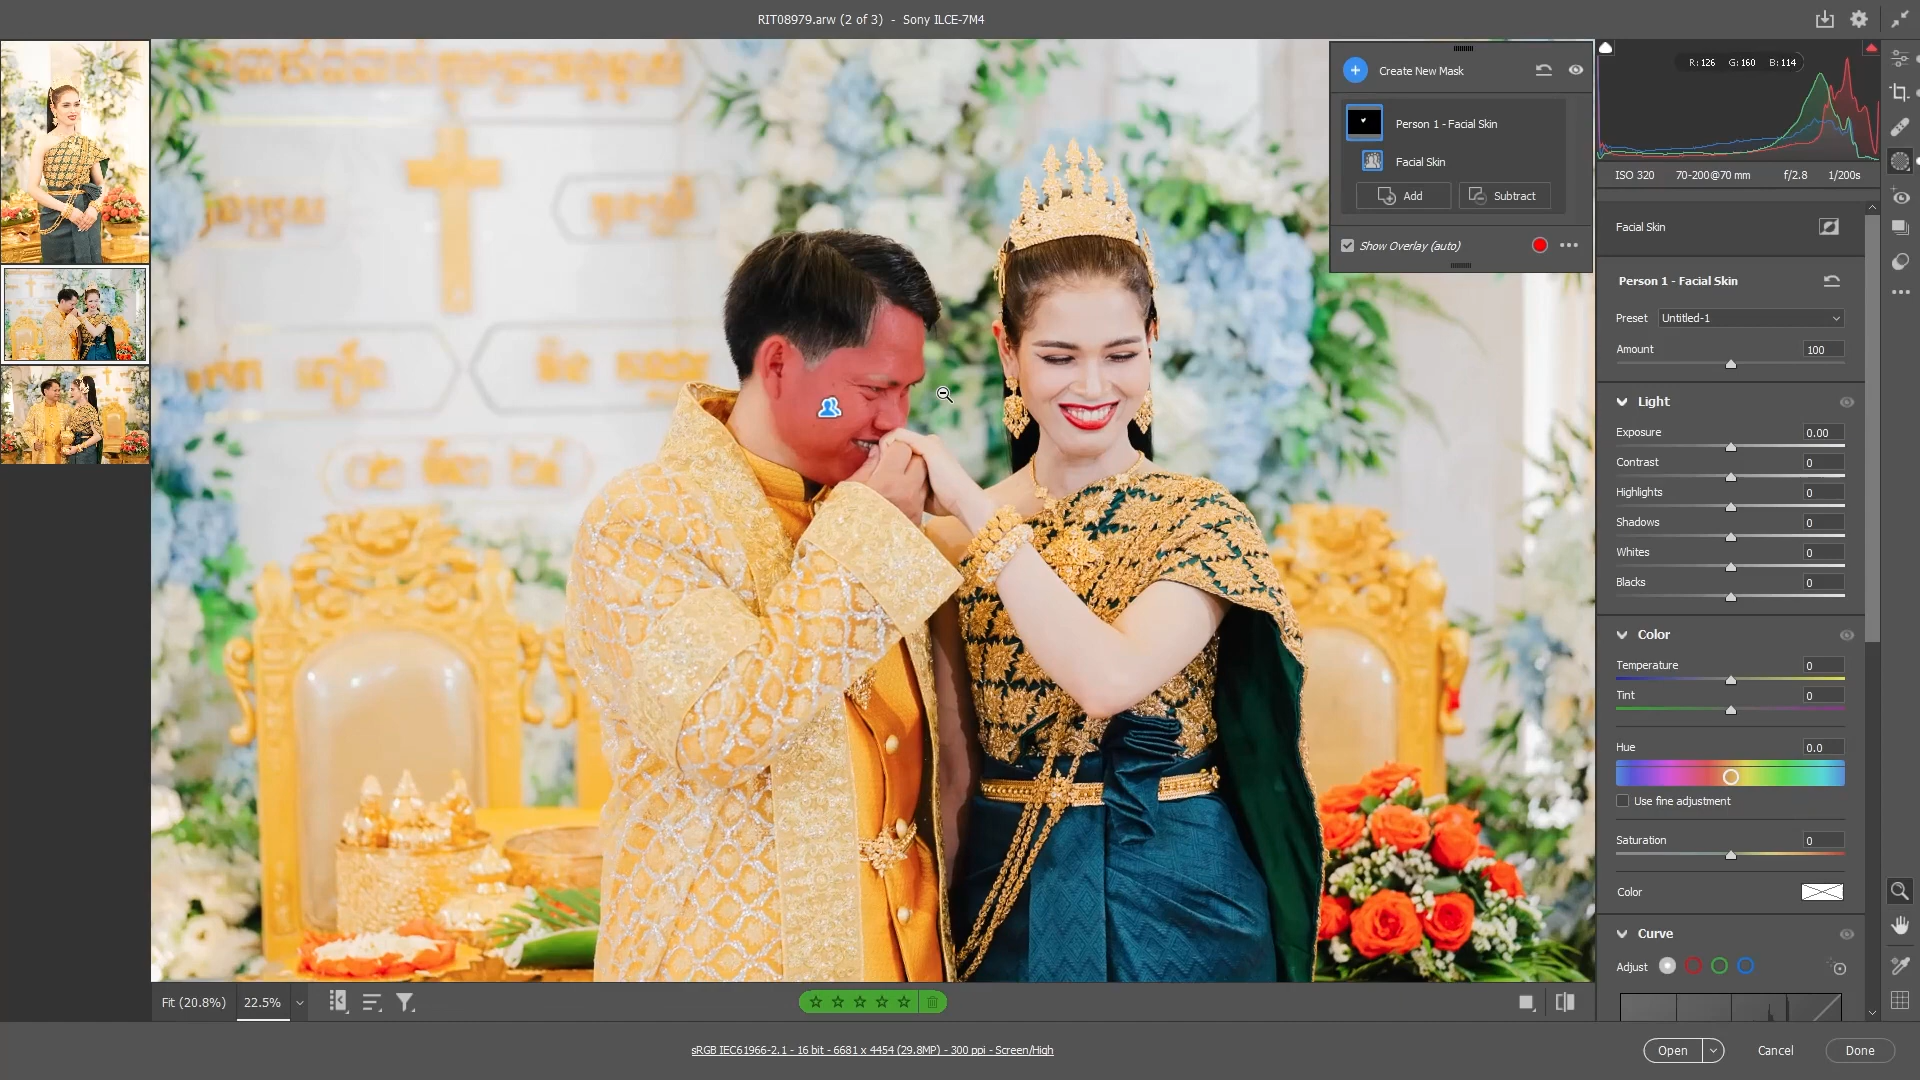 RIT08979.arw (2 of 3) - Sony ILCE-7M4
Create New Mask
Person 1 - Facial Skin
Facial Skin
Add
Subtract
Show Overlay (auto)
R: 126 G: 160 B: 114
ISO 320 70-200@70 mm f/2.8 1/200s
Facial Skin
Person 1 - Facial Skin
Preset Untitled-1
Amount 100
Light
Exposure 0.00
Contrast 0
Highlights 0
Shadows 0
Whites 0
Blacks 0
Color
Temperature 0
Tint 0
Hue 0.0
Use fine adjustment
Saturation 0
Color
Curve
Adjust
Fit (20.8%) 22.5%
sRGB IEC61966-2.1 - 16 bit - 6681 x 4454 (29.8MP) - 300 ppi - Screen/High
Open
Cancel
Done